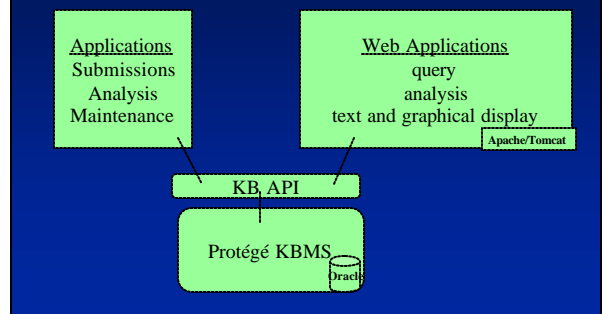 Applications
Submissions
Analysis
Maintenance
Web Applications
query
analysis
text and graphical display
Apache/Tomcat
KB API
Protégé KBMS
Oracle